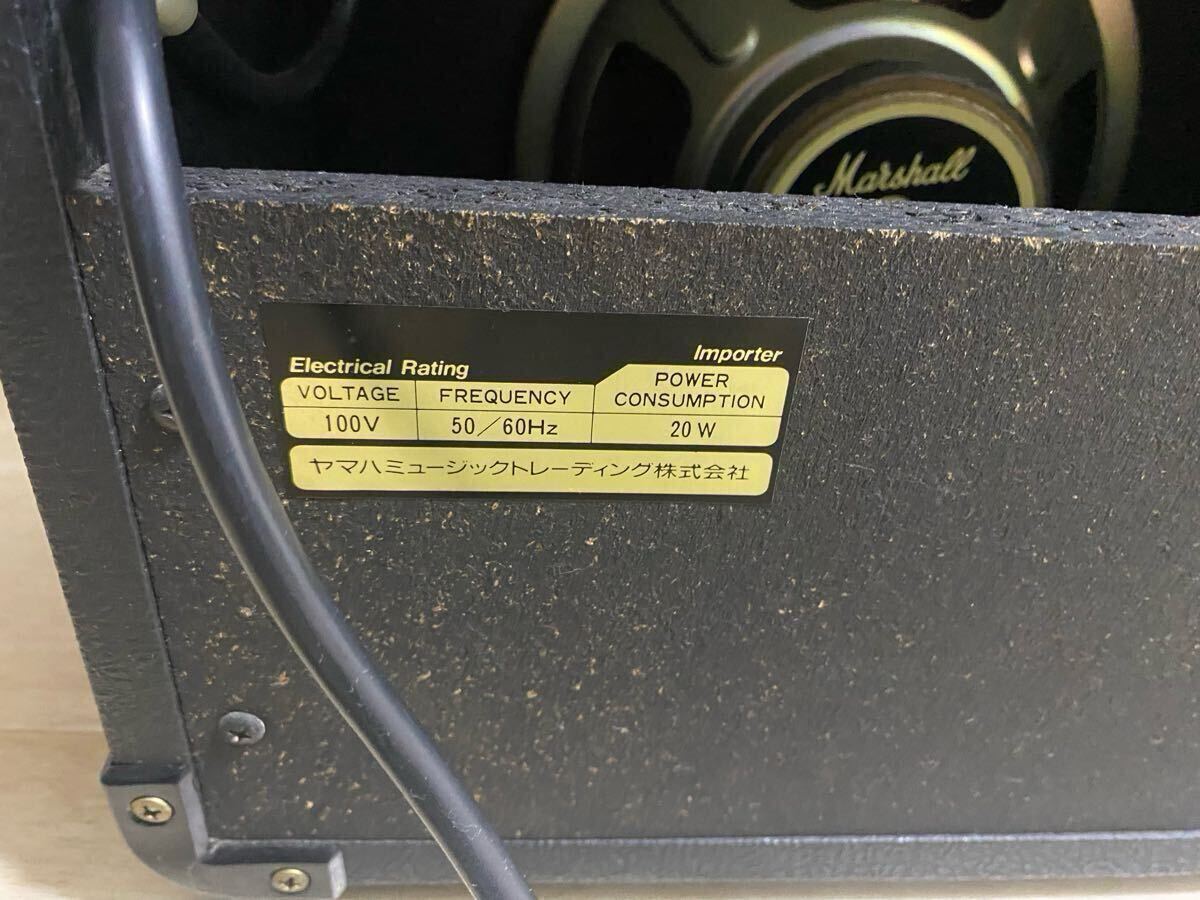 Marshall
Importer
Electrical Rating
VOLTAGE
FREQUENCY
POWER
CONSUMPTION
100V
50/60Hz
20W
ヤマハミュージックトレーディング株式会社